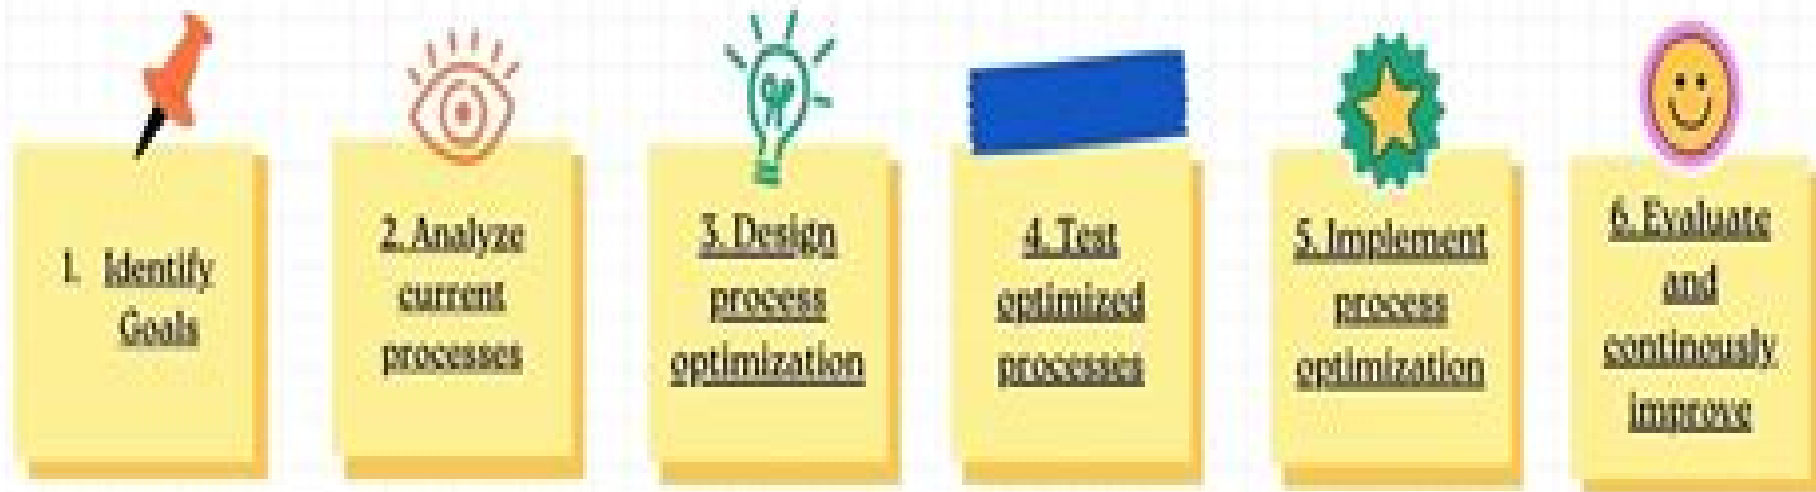 1. Identify
Goals
2. Analyze
current
processes
3. Design
process
optimization
4. Test
optimized
processes
5. Implement
process
optimization
6. Evaluate
and
continously
improve